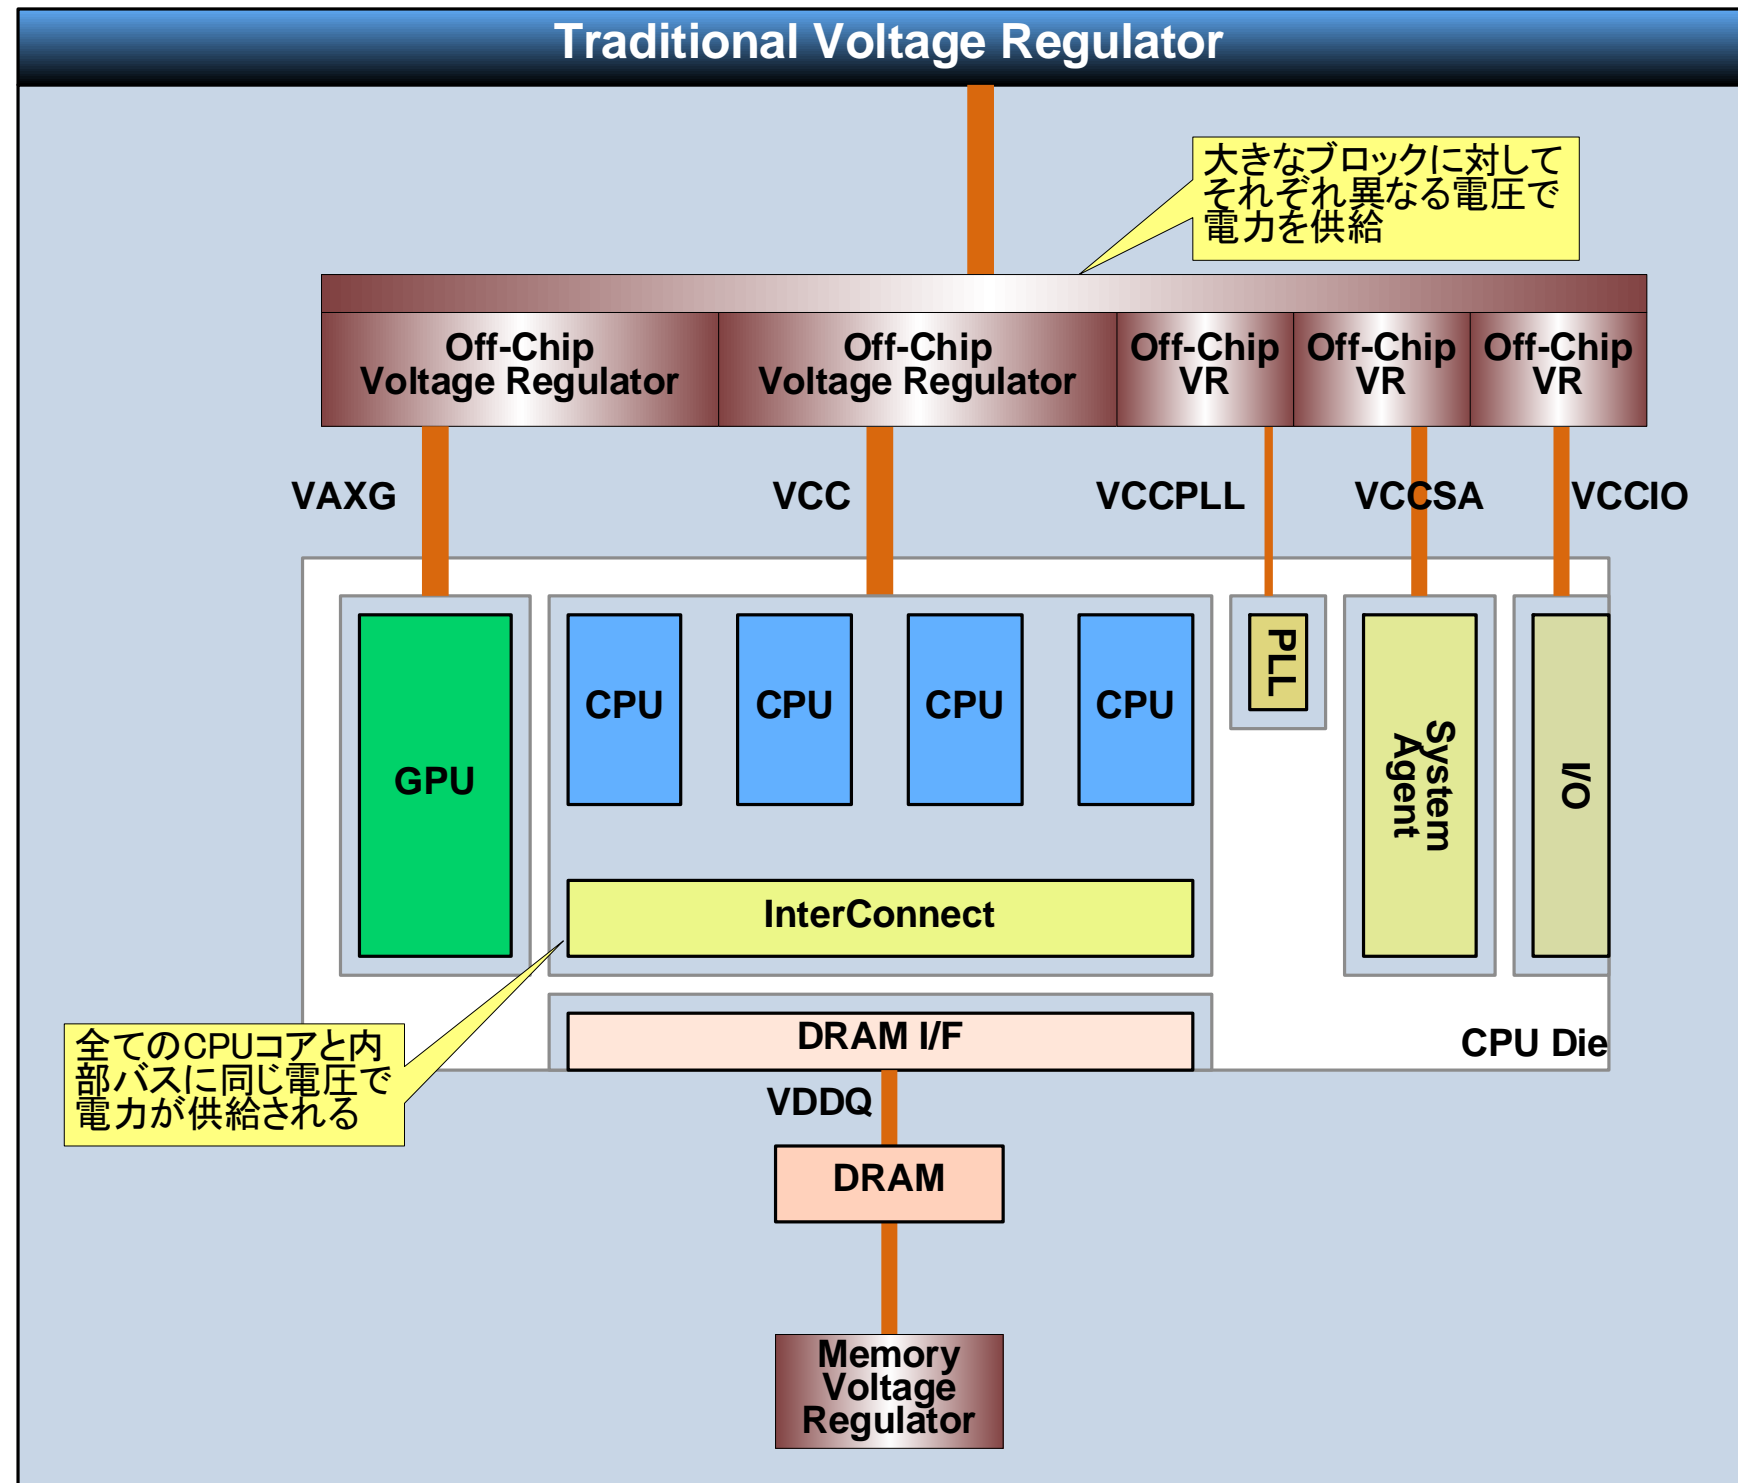 Traditional Voltage Regulator
大きなブロックに対して
それぞれ異なる電圧で
電力を供給
Off-Chip
Voltage Regulator
Off-Chip
Voltage Regulator
Off-Chip
VR
Off-Chip
VR
Off-Chip
VR
VAXG
VCC
VCCPLL
VCCSA
VCCIO
GPU
CPU
CPU
CPU
CPU
PLL
System
Agent
I/O
InterConnect
DRAM I/F
CPU Die
全てのCPUコアと内
部バスに同じ電圧で
電力が供給される
VDDQ
DRAM
Memory
Voltage
Regulator